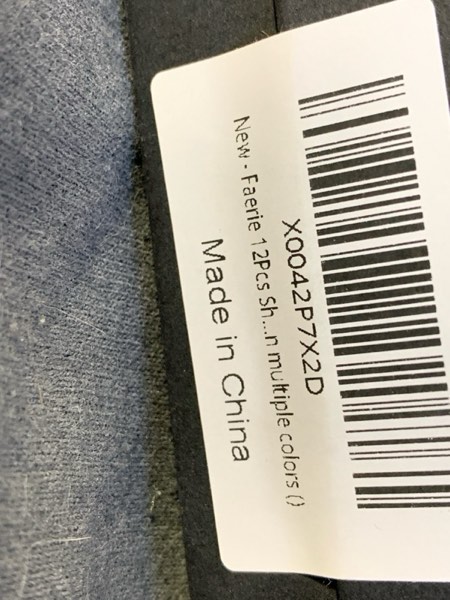 X0042P7X2D
New - Faerie 12Pcs Sh...n multiple colors ()
Made in China